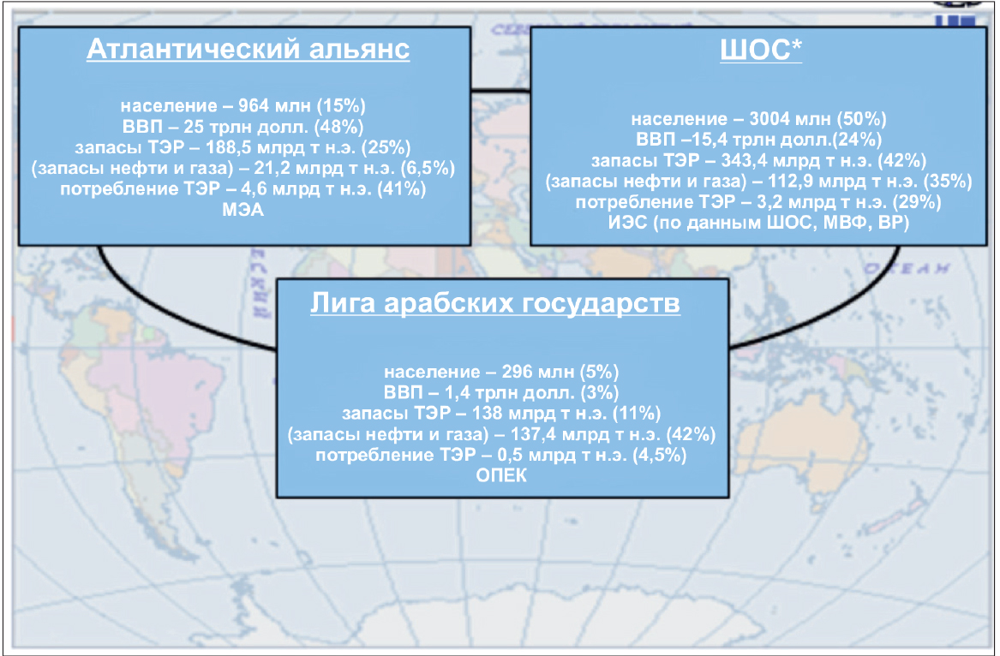 Атлантический альянс
население – 964 млн (15%)
ВВП – 25 трлн долл. (48%)
запасы ТЭР – 188,5 млрд т н.э. (25%)
(запасы нефти и газа) – 21,2 млрд т н.э. (6,5%)
потребление ТЭР – 4,6 млрд т н.э. (41%)
МЭА
ШОС*
население – 3004 млн (50%)
ВВП –15,4 трлн долл.(24%)
запасы ТЭР – 343,4 млрд т н.э. (42%)
(запасы нефти и газа) – 112,9 млрд т н.э. (35%)
потребление ТЭР – 3,2 млрд т н.э. (29%)
ИЭС (по данным ШОС, МВФ, ВР)
ОКЕАН
Лига арабских государств
население – 296 млн (5%)
ВВП – 1,4 трлн долл. (3%)
запасы ТЭР – 138 млрд т н.э. (11%)
(запасы нефти и газа) – 137,4 млрд т н.э. (42%)
потребление ТЭР – 0,5 млрд т н.э. (4,5%)
ОПЕК